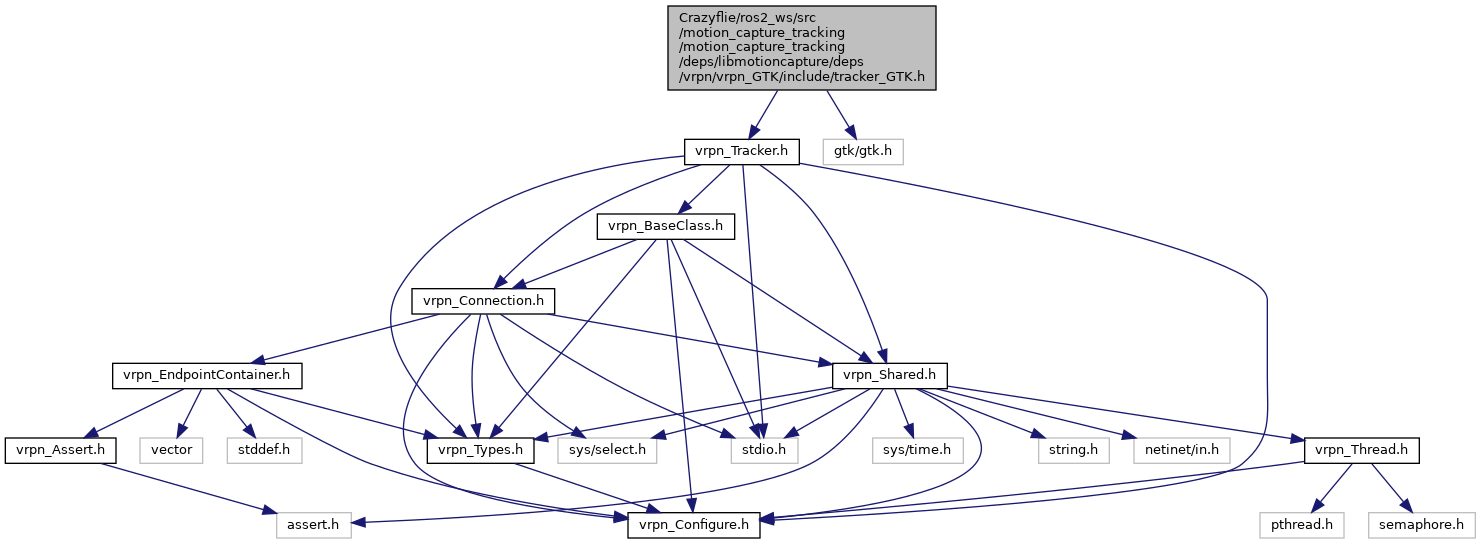 Crazyflie/ros2_ws/src
/motion_capture_tracking
/motion_capture_tracking
/deps/libmotioncapture/deps
/vrpn/vrpn_GTK/include/tracker_GTK.h
vrpn_Tracker.h
gtk/gtk.h
vrpn_BaseClass.h
vrpn_Connection.h
vrpn_EndpointContainer.h
vrpn_Shared.h
vrpn_Assert.h
vector
stddef.h
vrpn_Types.h
sys/select.h
stdio.h
sys/time.h
string.h
netinet/in.h
vrpn_Thread.h
assert.h
vrpn_Configure.h
pthread.h
semaphore.h